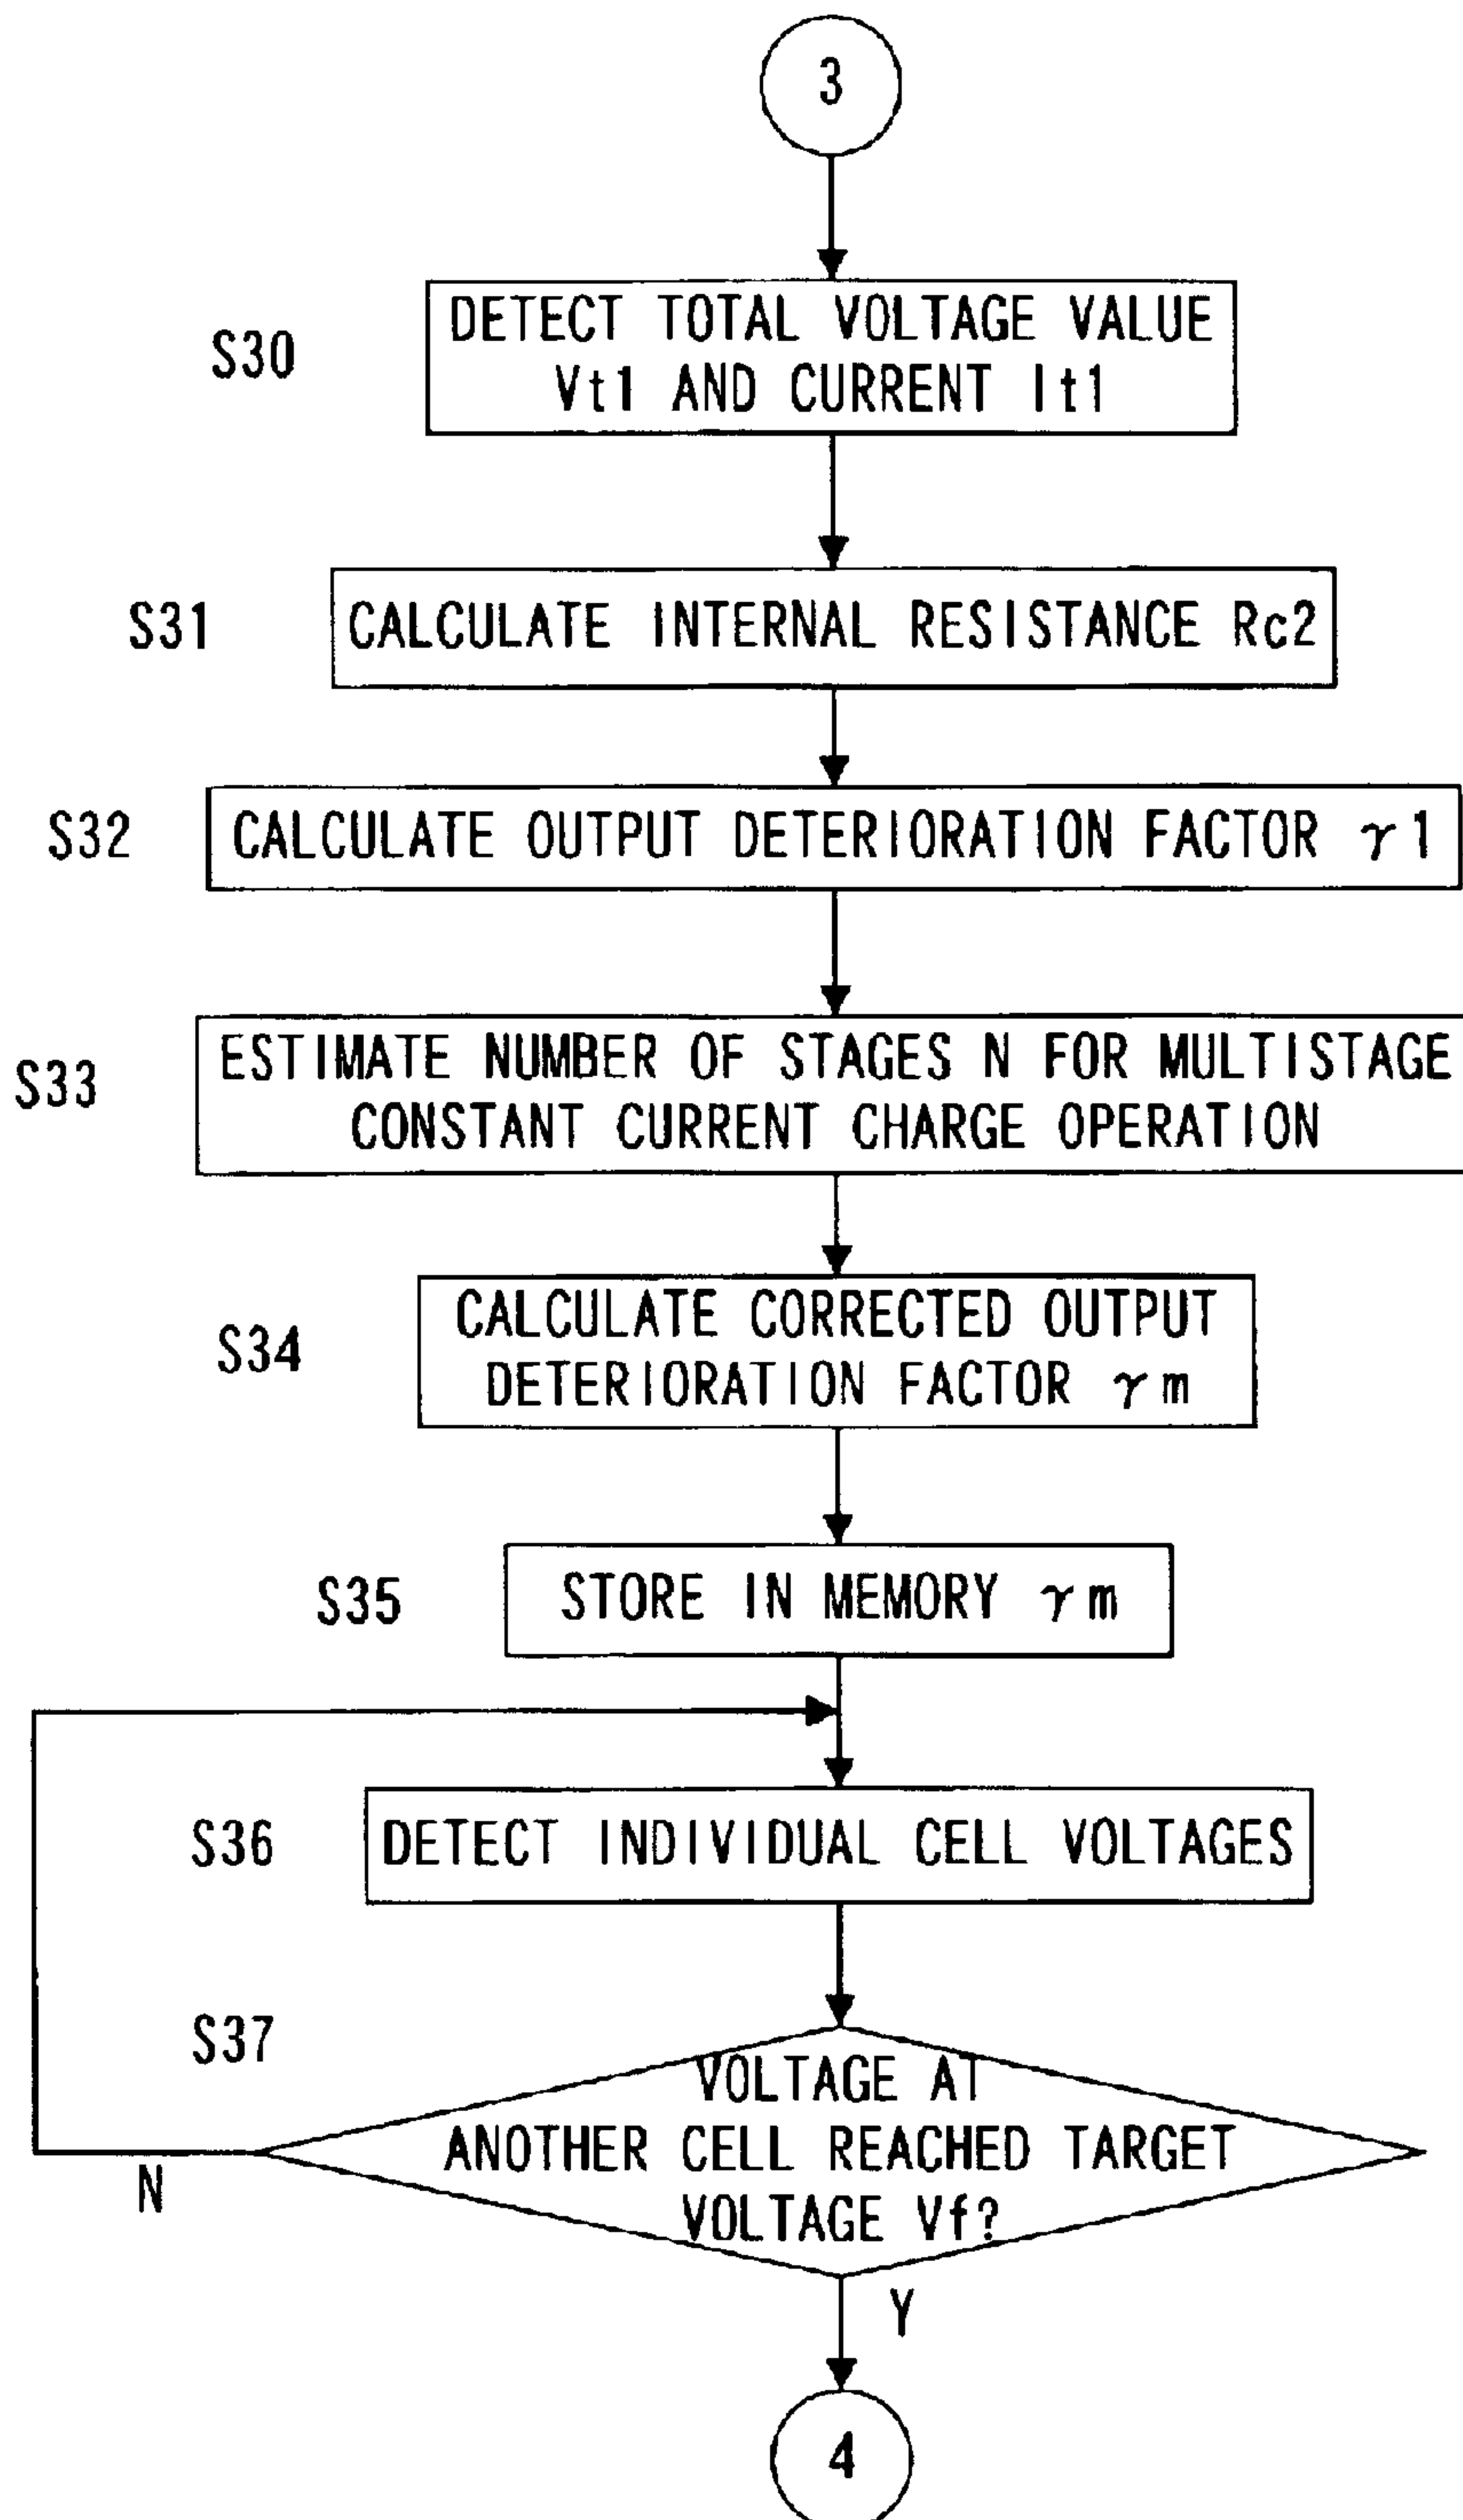 3
S30
DETECT TOTAL VOLTAGE VALUE
Vt1 AND CURRENT It1
S31
CALCULATE INTERNAL RESISTANCE Rc2
S32
CALCULATE OUTPUT DETERIORATION FACTOR γ1
S33
ESTIMATE NUMBER OF STAGES N FOR MULTISTAGE
CONSTANT CURRENT CHARGE OPERATION
S34
CALCULATE CORRECTED OUTPUT
DETERIORATION FACTOR γm
S35
STORE IN MEMORY γm
S36
DETECT INDIVIDUAL CELL VOLTAGES
S37
VOLTAGE AT
ANOTHER CELL REACHED TARGET
VOLTAGE Vf?
N
Y
4